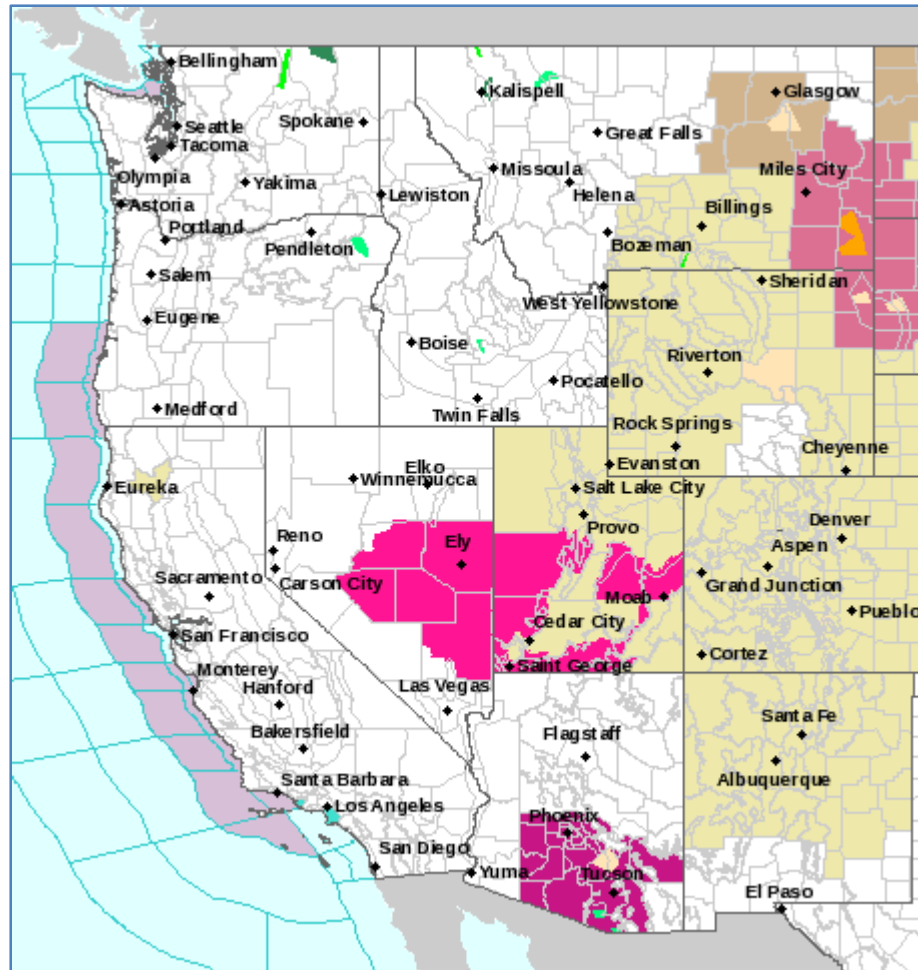 Bellingham
Kalispell
Glasgow
Seattle
Spokane
Great Falls
Tacoma
Olympia
Missoula
Miles City
Yakima
Lewiston
Helena
Astoria
Billings
Portland
Pendleton
Bozeman
Salem
Sheridan
West Yellowstone
Eugene
Boise
Riverton
Pocatello
Medford
Twin Falls
Rock Springs
Cheyenne
Elko
Evanston
Winnemucca
Eureka
Salt Lake City
Provo
Denver
Reno
Ely
Aspen
Carson City
Grand Junction
Sacramento
Moab
Pueblo
Cedar City
San Francisco
Saint George
Cortez
Monterey
Hanford
Las Vegas
Santa Fe
Bakersfield
Flagstaff
Albuquerque
Santa Barbara
Los Angeles
Phoenix
San Diego
Yuma
Tucson
El Paso